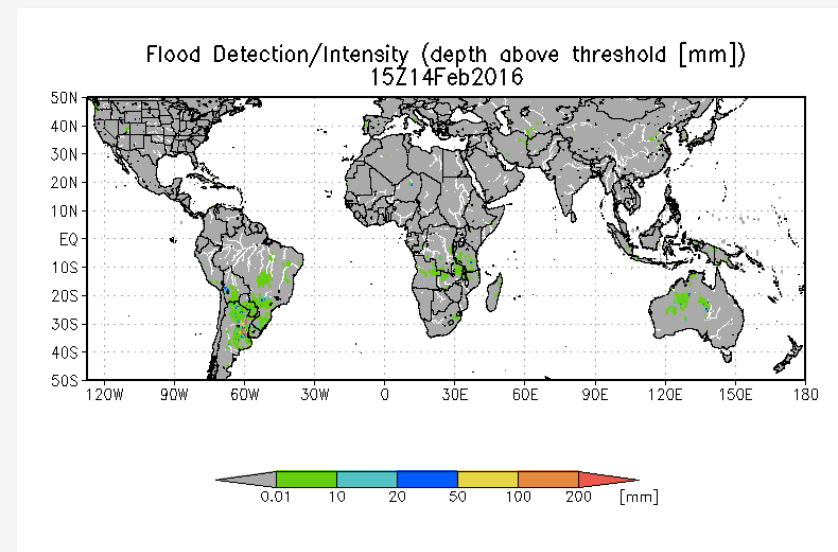 Flood Detection/Intensity (depth above threshold [mm])
15Z14Feb2016
50N
40N
30N
20N
10N
EQ
10S
20S
30S
40S
50S
120W 90W 60W 30W 0 30E 60E 90E 120E 150E 180
0.01 10 20 50 100 200 [mm]